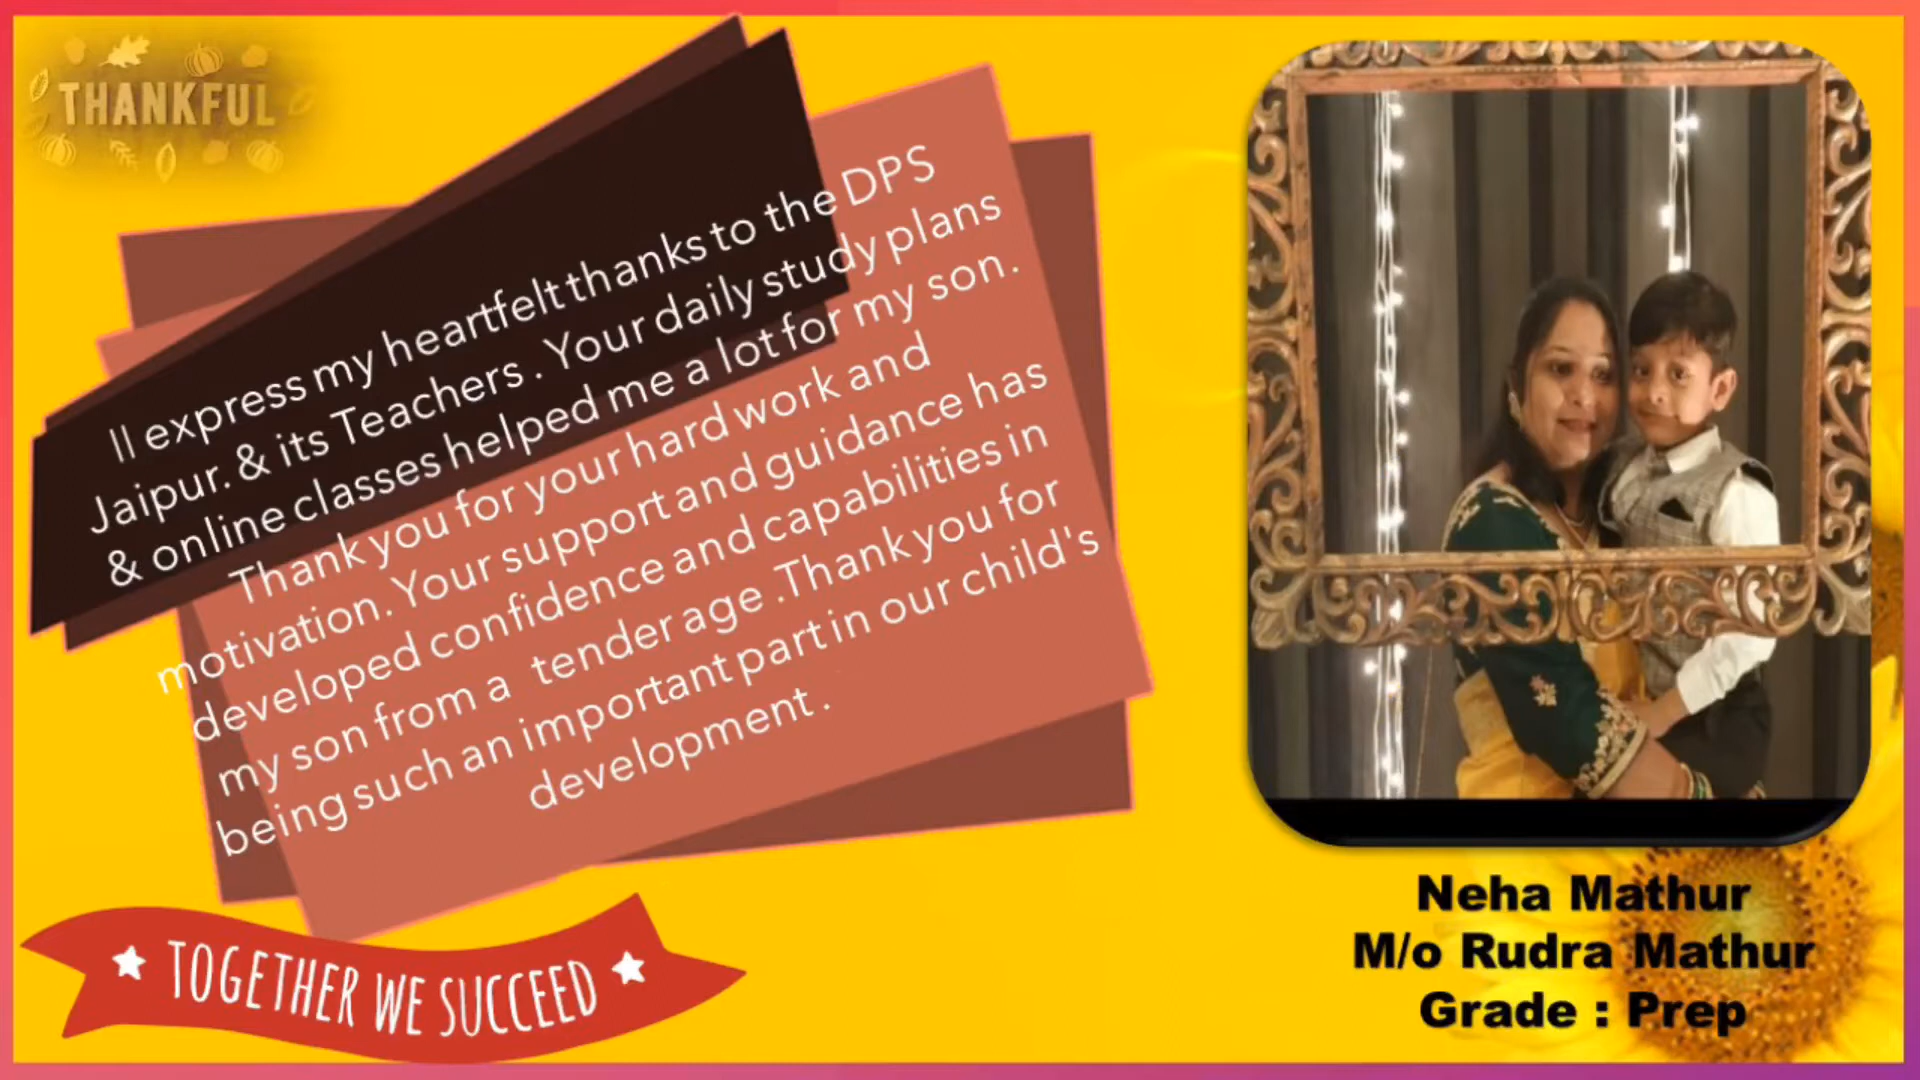 THANKFUL
II express my heartfelt thanks to the DPS
Jaipur. & its Teachers . Your daily study plans
& online classes helped me a lot for my son.
Thank you for your hard work and
motivation. Your support and guidance has
developed confidence and capabilities in
my son from a tender age .Thank you for
being such an important part in our child's
development .
TOGETHER WE SUCCEED
Neha Mathur
M/o Rudra Mathur
Grade : Prep